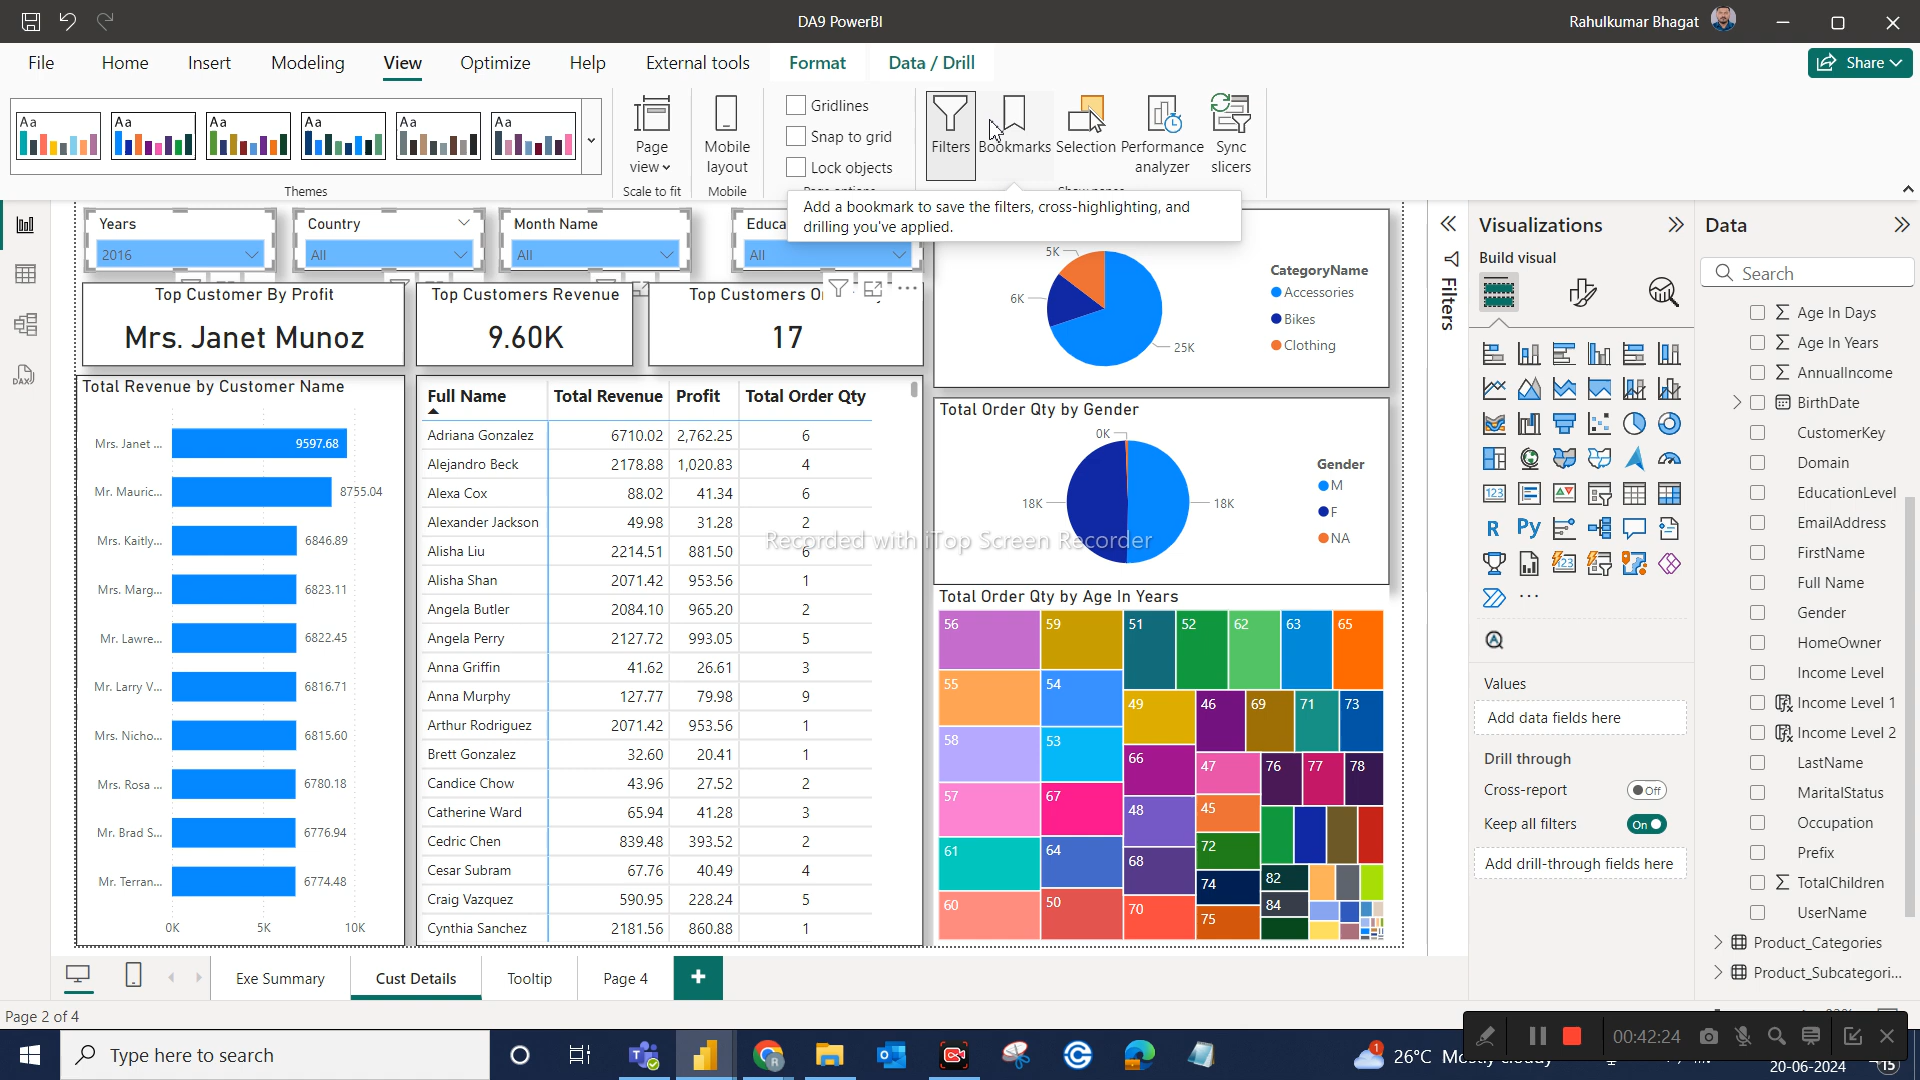 DA9 PowerBI
Rahulkumar Bhagat
File
Home
Insert
Modeling
View
Optimize
Help
External tools
Format
Data / Drill
Share
Aa
Aa
Aa
Aa
Aa
Aa
Themes
Page view
Scale to fit
Mobile layout
Mobile
Gridlines
Snap to grid
Lock objects
Filters
Bookmarks
Selection
Performance analyzer
Sync slicers
Add a bookmark to save the filters, cross-highlighting, and
drilling you've applied.
Years
2016
Country
All
Month Name
All
Educa
All
Top Customer By Profit
Mrs. Janet Munoz
Top Customers Revenue
9.60K
Top Customers O
17
5K
6K
25K
CategoryName
Accessories
Bikes
Clothing
Total Revenue by Customer Name
Mrs. Janet ... 9597.68
Mr. Mauric... 8755.04
Mrs. Kaitly... 6846.89
Mrs. Marg... 6823.11
Mr. Lawre... 6822.45
Mr. Larry V... 6816.71
Mrs. Nicho... 6815.60
Mrs. Rosa ... 6780.18
Mr. Brad S... 6776.94
Mr. Terran... 6774.48
0K 5K 10K
Full Name Total Revenue Profit Total Order Qty
Adriana Gonzalez 6710.02 2,762.25 6
Alejandro Beck 2178.88 1,020.83 4
Alexa Cox 88.02 41.34 6
Alexander Jackson 49.98 31.28 2
Alisha Liu 2214.51 881.50 6
Alisha Shan 2071.42 953.56 1
Angela Butler 2084.10 965.20 2
Angela Perry 2127.72 993.05 5
Anna Griffin 41.62 26.61 3
Anna Murphy 127.77 79.98 9
Arthur Rodriguez 2071.42 953.56 1
Brett Gonzalez 32.60 20.41 1
Candice Chow 43.96 27.52 2
Catherine Ward 65.94 41.28 3
Cedric Chen 839.48 393.52 2
Cesar Subram 67.76 40.49 4
Craig Vazquez 590.95 228.24 5
Cynthia Sanchez 2181.56 860.88 1
Recorded with iTop Screen Recorder
Total Order Qty by Gender
0K
18K
18K
Gender
M
F
NA
Total Order Qty by Age In Years
56 59 51 52 62 63 65
55 54
49 46 69 71 73
58 53
66 47 76 77 78
57 67
48 45
61 64 72
68 74 82
60 50 70 75 84
Filters
Visualizations
Build visual
123
R
Py
123
Values
Add data fields here
Drill through
Cross-report
Off
Keep all filters
On
Add drill-through fields here
Data
Search
Age In Days
Age In Years
AnnualIncome
BirthDate
CustomerKey
Domain
EducationLevel
EmailAddress
FirstName
Full Name
Gender
HomeOwner
Income Level
Income Level 1
Income Level 2
LastName
MaritalStatus
Occupation
Prefix
TotalChildren
UserName
Product_Categories
Product_Subcategori...
DAX
Exe Summary
Cust Details
Tooltip
Page 4
Page 2 of 4
00:42:24
Type here to search
26°C
20-06-2024
15